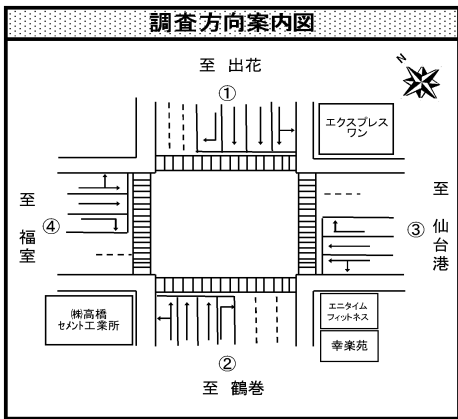 調査方向案内図
至 出花
①
N
エクスプレス
ワン
至
福
室
④
③
至
仙
台
港
㈱高橋
セメント工業所
エニタイム
フィットネス
幸楽苑
②
至 鶴巻